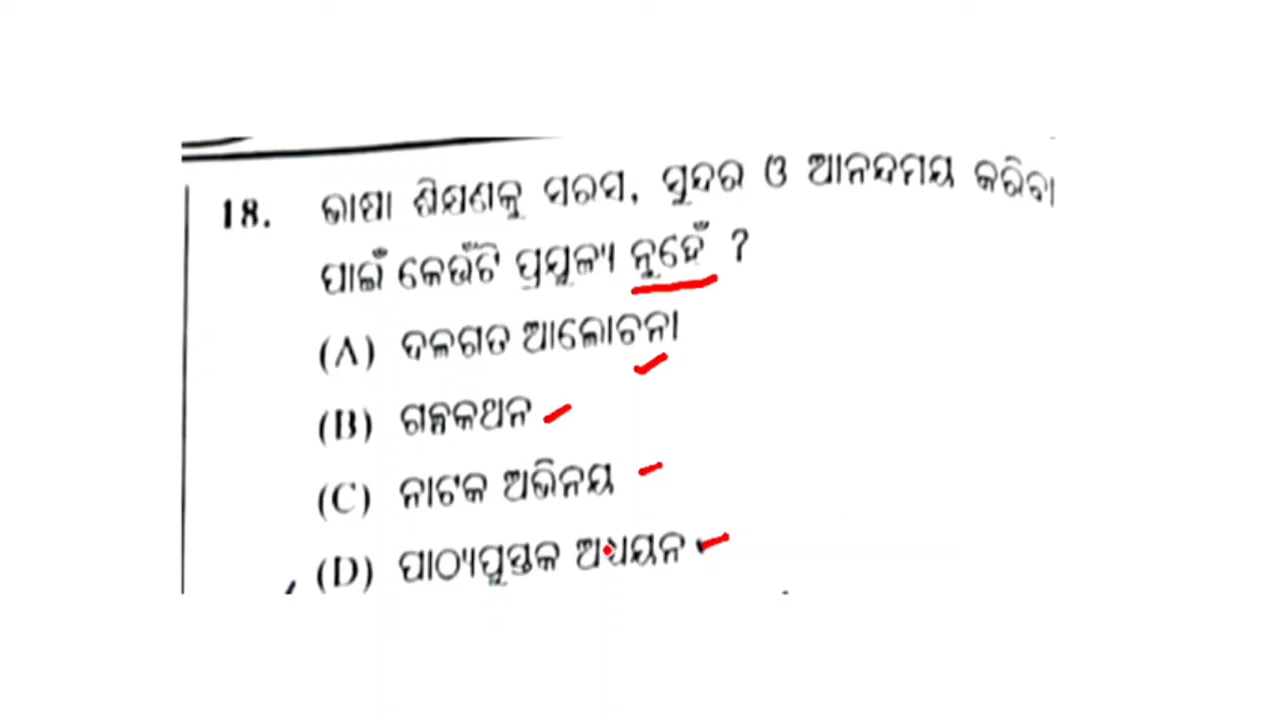 18. ଭାଷା ଶିକ୍ଷଣକୁ ସରସ, ସୁନ୍ଦର ଓ ଆନନ୍ଦମୟ କରିବା
ପାଇଁ କେଉଁଟି ପ୍ରଯୁଜ୍ୟ ନୁହେଁ ?
(A) ଦଳଗତ ଆଲୋଚନା
(B) ଗଳ୍ପକଥନ
(C) ନାଟକ ଅଭିନୟ
(D) ପାଠ୍ୟପୁସ୍ତକ ଅଧ୍ୟୟନ